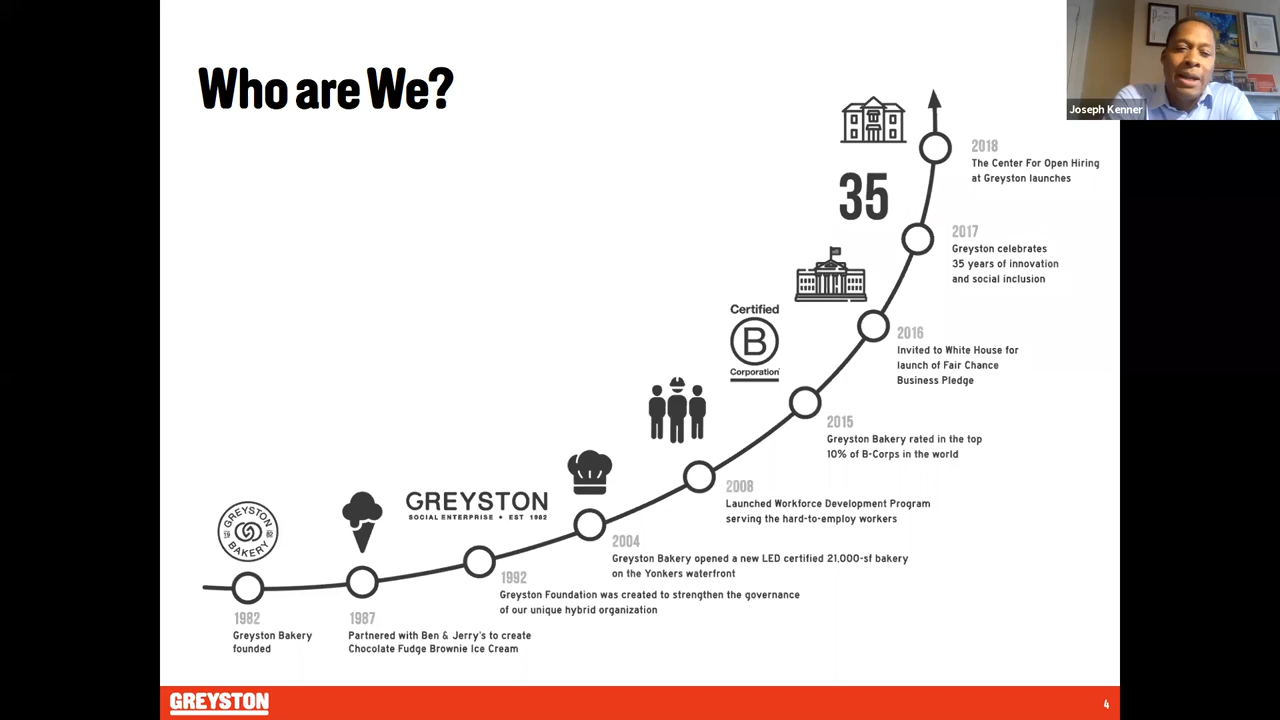 Who are We?
Joseph Kenner
2018
The Center For Open Hiring
at Greyston launches
35
2017
Greyston celebrates
35 years of innovation
and social inclusion
2016
Invited to White House for
launch of Fair Chance
Business Pledge
Certified
B
Corporation
2015
Greyston Bakery rated in the top
10% of B-Corps in the world
2008
Launched Workforce Development Program
serving the hard-to-employ workers
GREYSTON
SOCIAL ENTERPRISE • EST 1982
2004
Greyston Bakery opened a new LED certified 21,000-sf bakery
on the Yonkers waterfront
1992
Greyston Foundation was created to strengthen the governance
of our unique hybrid organization
GREYSTON
19 82
BAKERY
1982
Greyston Bakery
founded
1987
Partnered with Ben & Jerry's to create
Chocolate Fudge Brownie Ice Cream
GREYSTON
4